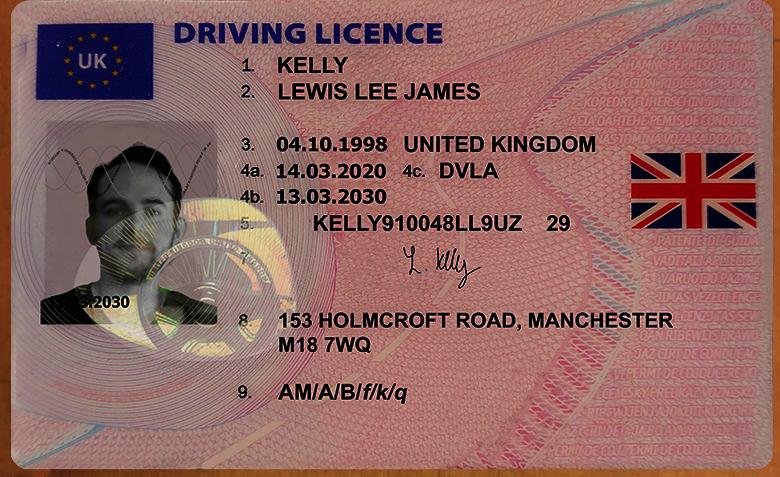 DRIVING LICENCE
UK
1. KELLY
2. LEWIS LEE JAMES
3. 04.10.1998 UNITED KINGDOM
4a. 14.03.2020 4c. DVLA
4b. 13.03.2030
5. KELLY910048LL9UZ 29
L. Kelly
.2030
8. 153 HOLMCROFT ROAD, MANCHESTER
M18 7WQ
9. AM/A/B/f/k/q